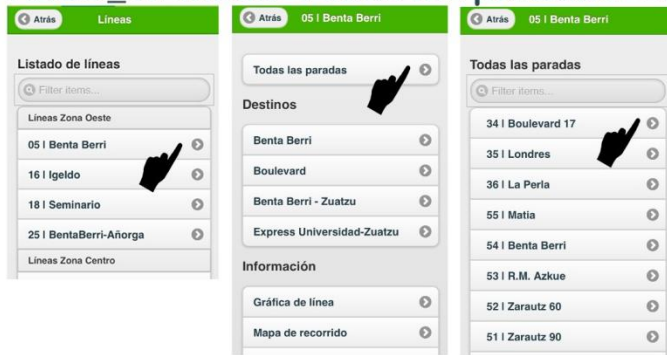 Atrás Líneas
Listado de líneas
Filter items...
Líneas Zona Oeste
05 | Benta Berri
16 | Igeldo
18 | Seminario
25 | BentaBerri-Añorga
Líneas Zona Centro
Atrás 05 | Benta Berri
Todas las paradas
Destinos
Benta Berri
Boulevard
Benta Berri - Zuatzu
Express Universidad-Zuatzu
Información
Gráfica de línea
Mapa de recorrido
Atrás 05 | Benta Berri
Todas las paradas
Filter items...
34 | Boulevard 17
35 | Londres
36 | La Perla
55 | Matia
54 | Benta Berri
53 | R.M. Azkue
52 | Zarautz 60
51 | Zarautz 90